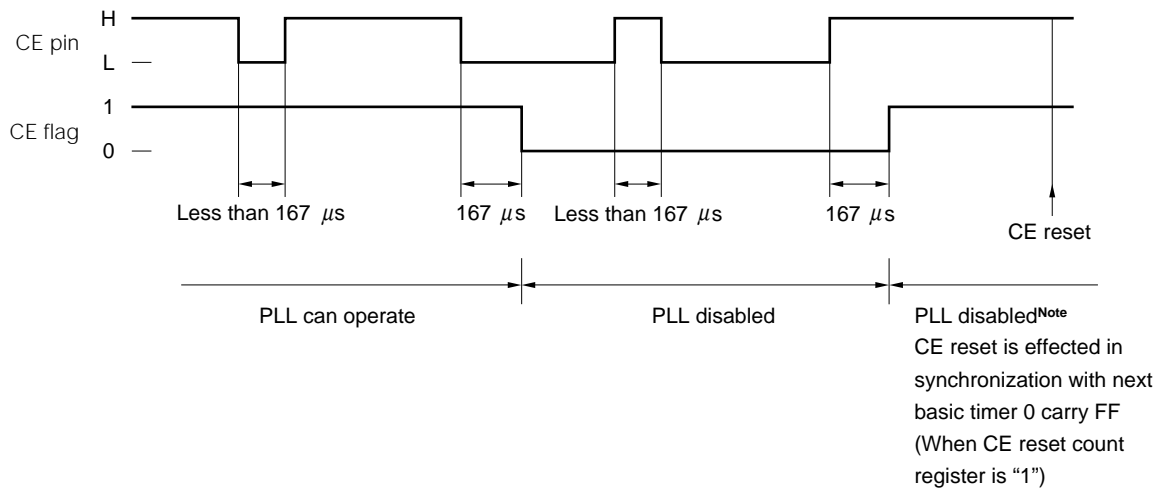 H
CE pin
L
1
CE flag
0
Less than 167 μs
167 μs
Less than 167 μs
167 μs
CE reset
PLL can operate
PLL disabled
PLL disabledNote
CE reset is effected in
synchronization with next
basic timer 0 carry FF
(When CE reset count
register is “1”)